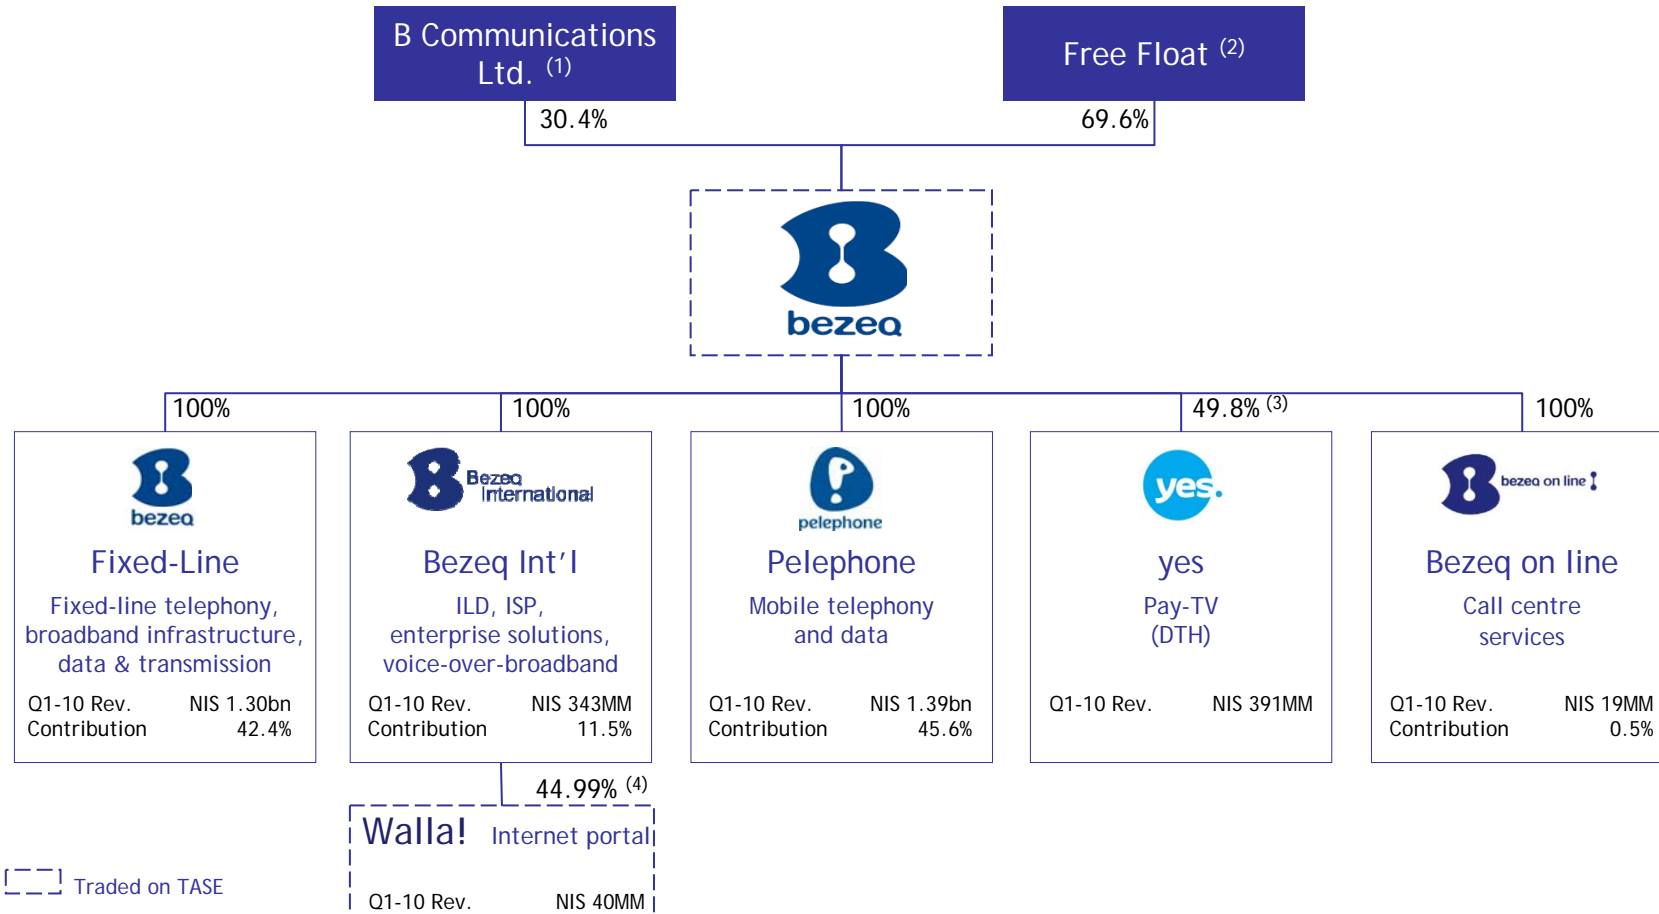 B Communications
Ltd. (1)
Free Float (2)
30.4%
69.6%
bezeq
100%
100%
100%
49.8% (3)
100%
bezeq
Fixed-Line
Fixed-line telephony,
broadband infrastructure,
data & transmission
Q1-10 Rev. NIS 1.30bn
Contribution 42.4%
Bezeq
International
Bezeq Int'l
ILD, ISP,
enterprise solutions,
voice-over-broadband
Q1-10 Rev. NIS 343MM
Contribution 11.5%
pelephone
Pelephone
Mobile telephony
and data
Q1-10 Rev. NIS 1.39bn
Contribution 45.6%
yes.
yes
Pay-TV
(DTH)
Q1-10 Rev. NIS 391MM
bezeq on line
Bezeq on line
Call centre
services
Q1-10 Rev. NIS 19MM
Contribution 0.5%
44.99% (4)
Walla! Internet portal
Q1-10 Rev. NIS 40MM
Traded on TASE